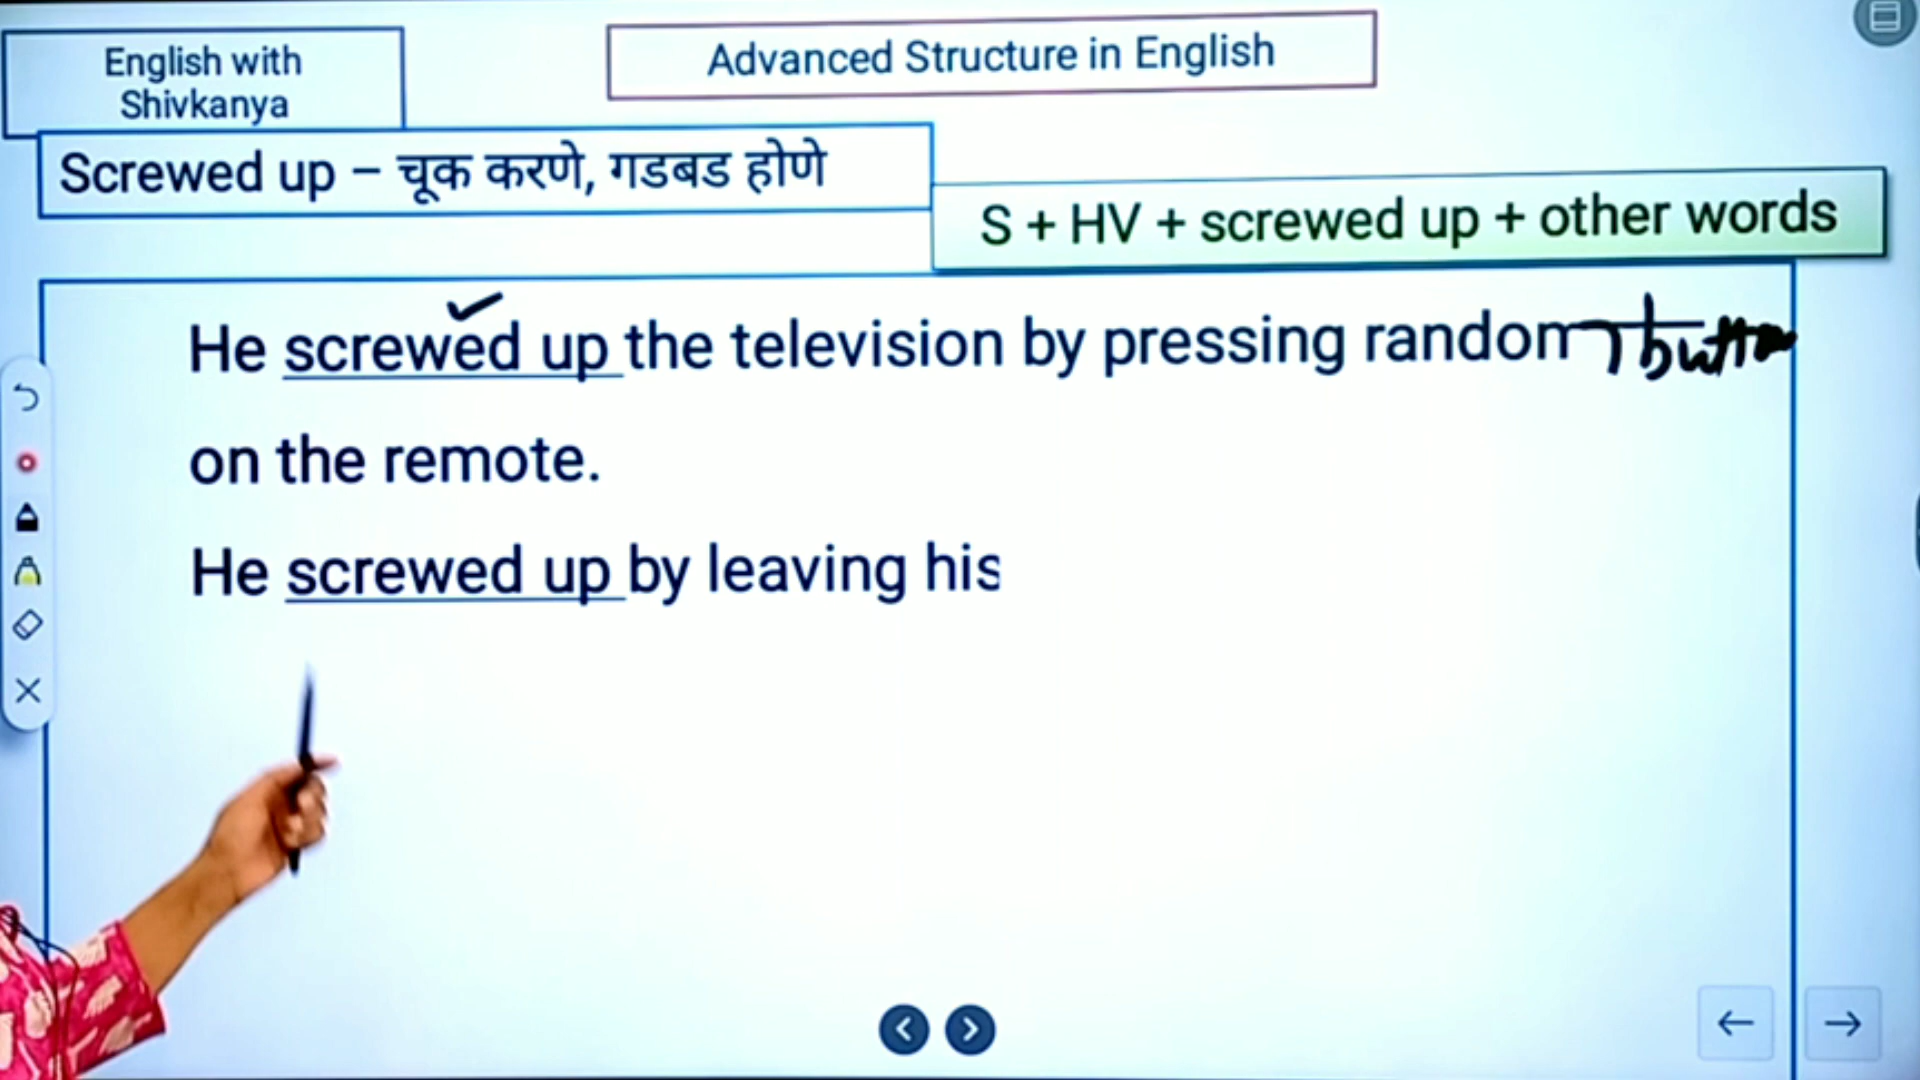 English with
Shivkanya
Advanced Structure in English
Screwed up – चूक करणे, गडबड होणे
S + HV + screwed up + other words
He screwed up the television by pressing random
on the remote.
He screwed up by leaving his